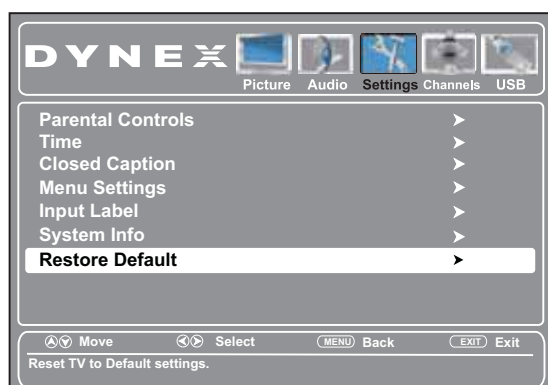 DYNEX
Picture Audio Settings Channels USB
Parental Controls
Time
Closed Caption
Menu Settings
Input Label
System Info
Restore Default
Move Select MENU Back EXIT Exit
Reset TV to Default settings.